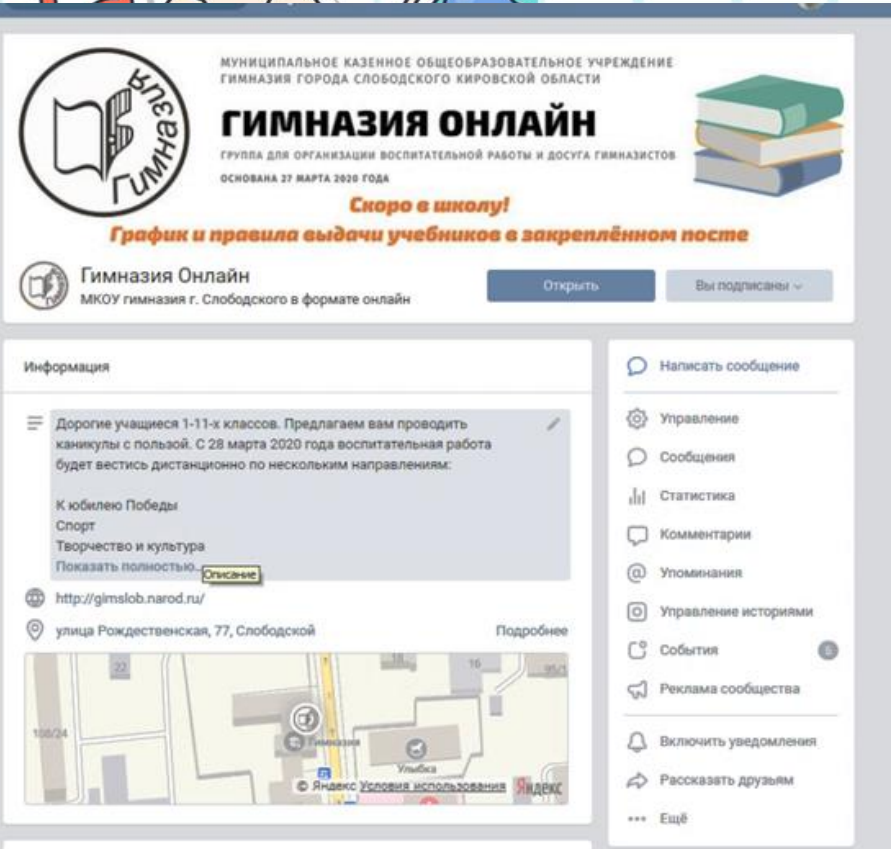 Гимназия
МУНИЦИПАЛЬНОЕ КАЗЕННОЕ ОБЩЕОБРАЗОВАТЕЛЬНОЕ УЧРЕЖДЕНИЕ
ГИМНАЗИЯ ГОРОДА СЛОБОДСКОГО КИРОВСКОЙ ОБЛАСТИ
ГИМНАЗИЯ ОНЛАЙН
ГРУППА ДЛЯ ОРГАНИЗАЦИИ ВОСПИТАТЕЛЬНОЙ РАБОТЫ И ДОСУГА ГИМНАЗИСТОВ
ОСНОВАНА 27 МАРТА 2020 ГОДА
Скоро в школу!
График и правила выдачи учебников в закреплённом посте
Гимназия Онлайн
МКОУ гимназия г. Слободского в формате онлайн
Открыть
Вы подписаны
Информация
Дорогие учащиеся 1-11-х классов. Предлагаем вам проводить
каникулы с пользой. С 28 марта 2020 года воспитательная работа
будет вестись дистанционно по нескольким направлениям:
К юбилею Победы
Спорт
Творчество и культура
Показать полностью..
Описание
http://gimslob.narod.ru/
улица Рождественская, 77, Слободской
Подробнее
22
18
16
95/1
Гимназия
Улыбка
© Яндекс Условия использования Яндекс
Написать сообщение
Управление
Сообщения
Статистика
Комментарии
Упоминания
Управление историями
События
5
Реклама сообщества
Включить уведомления
Рассказать друзьям
Ещё